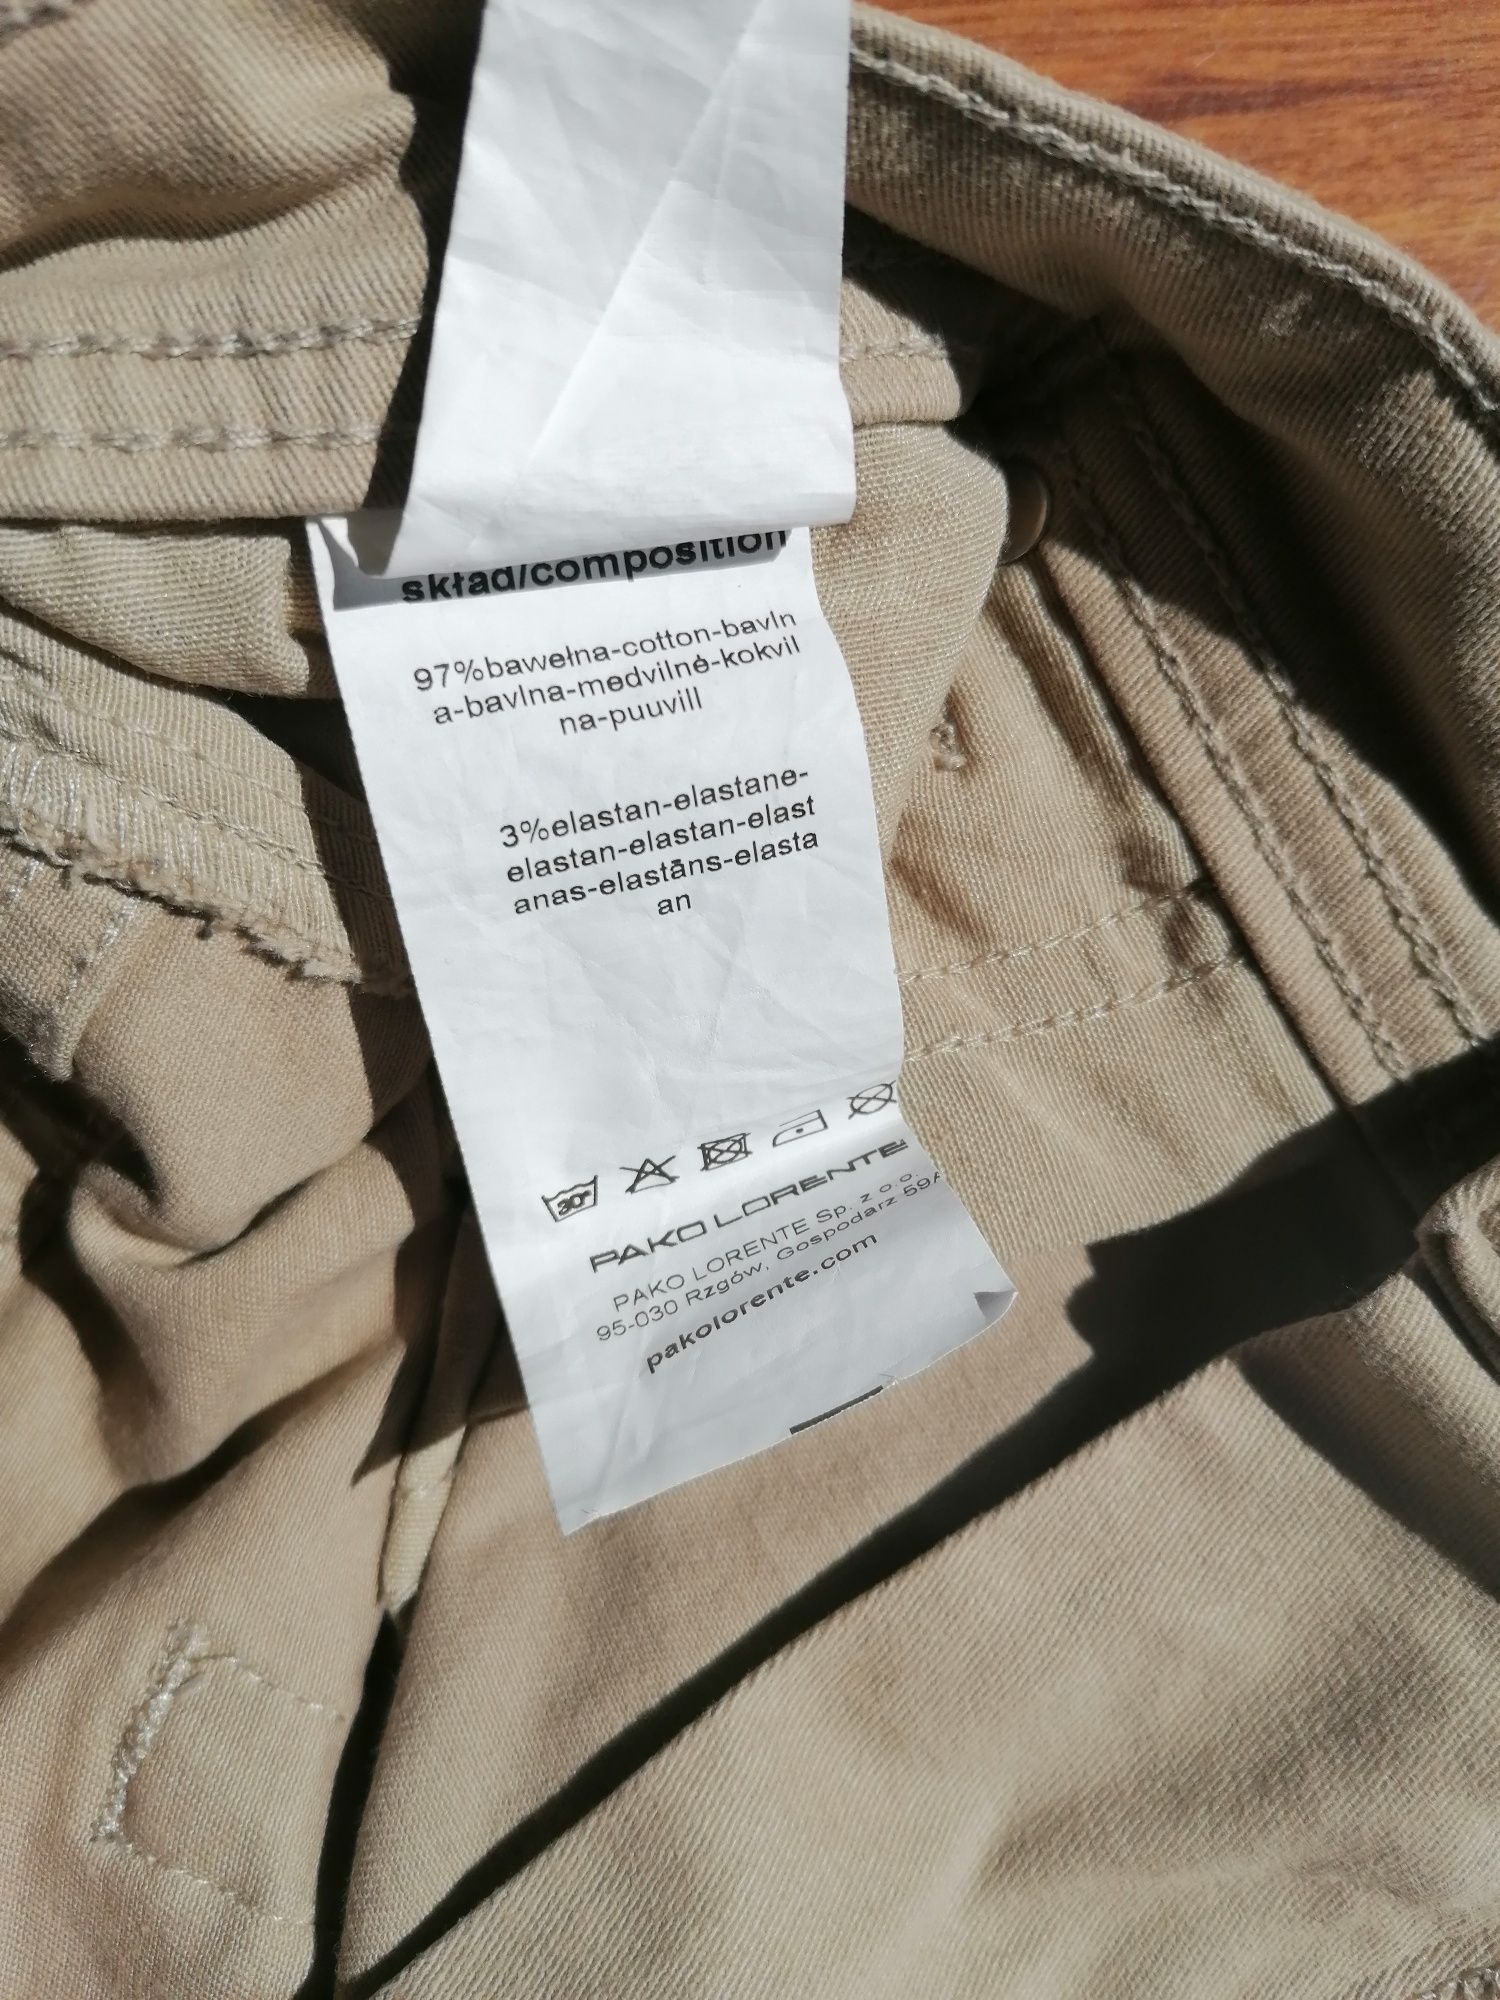 skład/composition
97%bawełna-cotton-bavln
a-bavlna-medvilnė-kokvil
na-puuvill
3%elastan-elastane-
elastan-elastan-elast
anas-elastāns-elasta
an
30°
PAKO LORENTE
PAKO LORENTE Sp. z o.o.
95-030 Rzgów, Gospodarz 59A
pakolorente.com